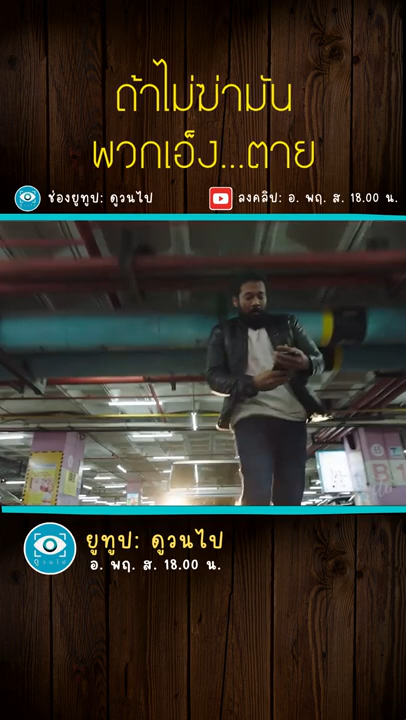 ถ้าไม่ฆ่ามัน
พวกเอ็ง...ตาย
ช่องยูทูป: ดูวนไป
ลงคลิป: อ. พฤ. ส. 18.00 น.
B1
ยูทูป: ดูวนไป
อ. พฤ. ส. 18.00 น.